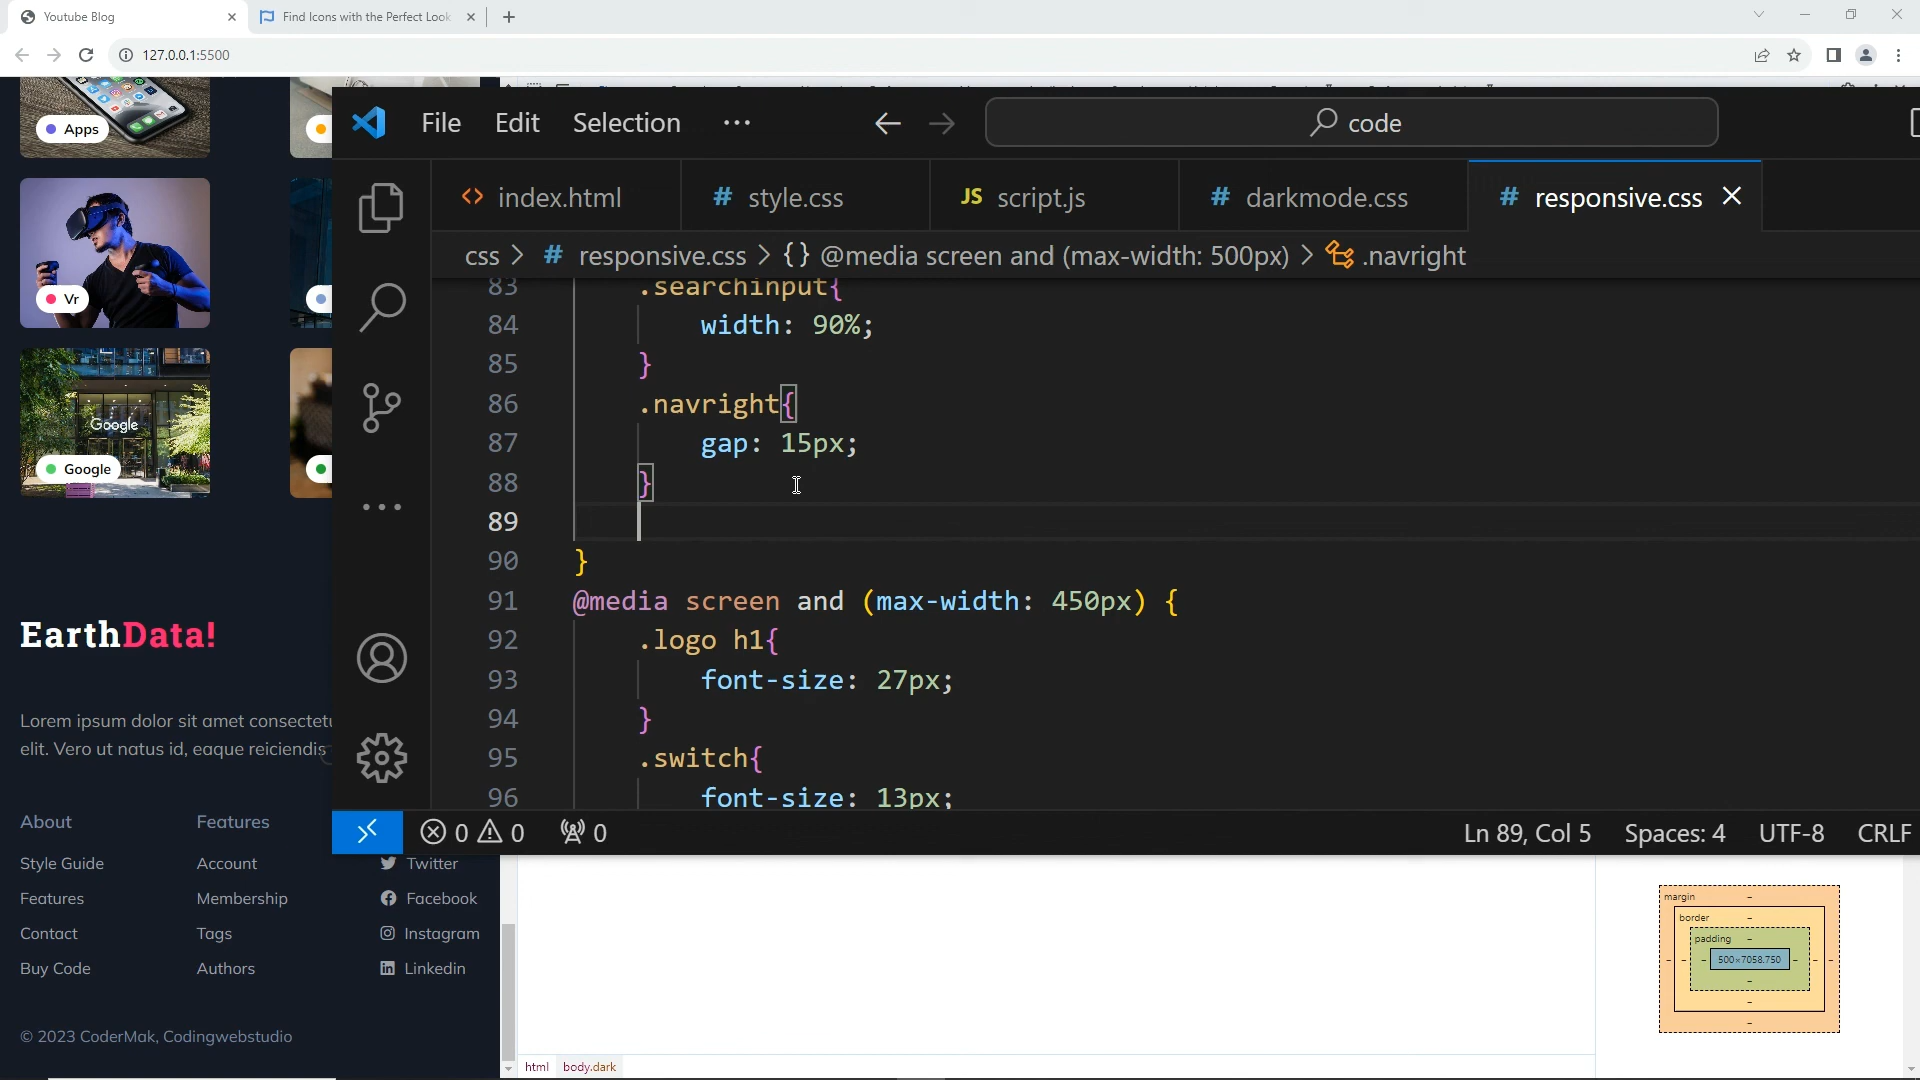 Youtube Blog
Find Icons with the Perfect Look
127.0.0.1:5500
Apps
Vr
Google
Google
EarthData!
Lorem ipsum dolor sit amet
elit. Vero ut natus id, eaque reiciendis
About
Features
Style Guide
Account
Twitter
Features
Membership
Facebook
Contact
Tags
Instagram
Buy Code
Authors
Linkedin
© 2023 CoderMak, Codingwebstudio
File Edit Selection ···
code
index.html
# style.css
JS script.js
# darkmode.css
# responsive.css
css > # responsive.css > {} @media screen and (max-width: 500px) > .navright
83 .searchinput{
84 width: 90%;
85 }
86 .navright{
87 gap: 15px;
88 }
89
90 }
91 @media screen and (max-width: 450px) {
92 .logo h1{
93 font-size: 27px;
94 }
95 .switch{
96 font-size: 13px;
0 0 0
Ln 89, Col 5 Spaces: 4 UTF-8 CRLF
margin –
border –
padding –
500×7058.750
html body.dark